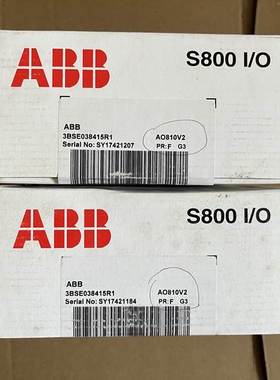 ABB
S800 I/O
ABB
3BSE038415R1
AO810V2
Serial No: SY17421207
PR:F G3
ABB
S800 I/O
ABB
3BSE038415R1
AO810V2
Serial No: SY17421184
PR:F G3